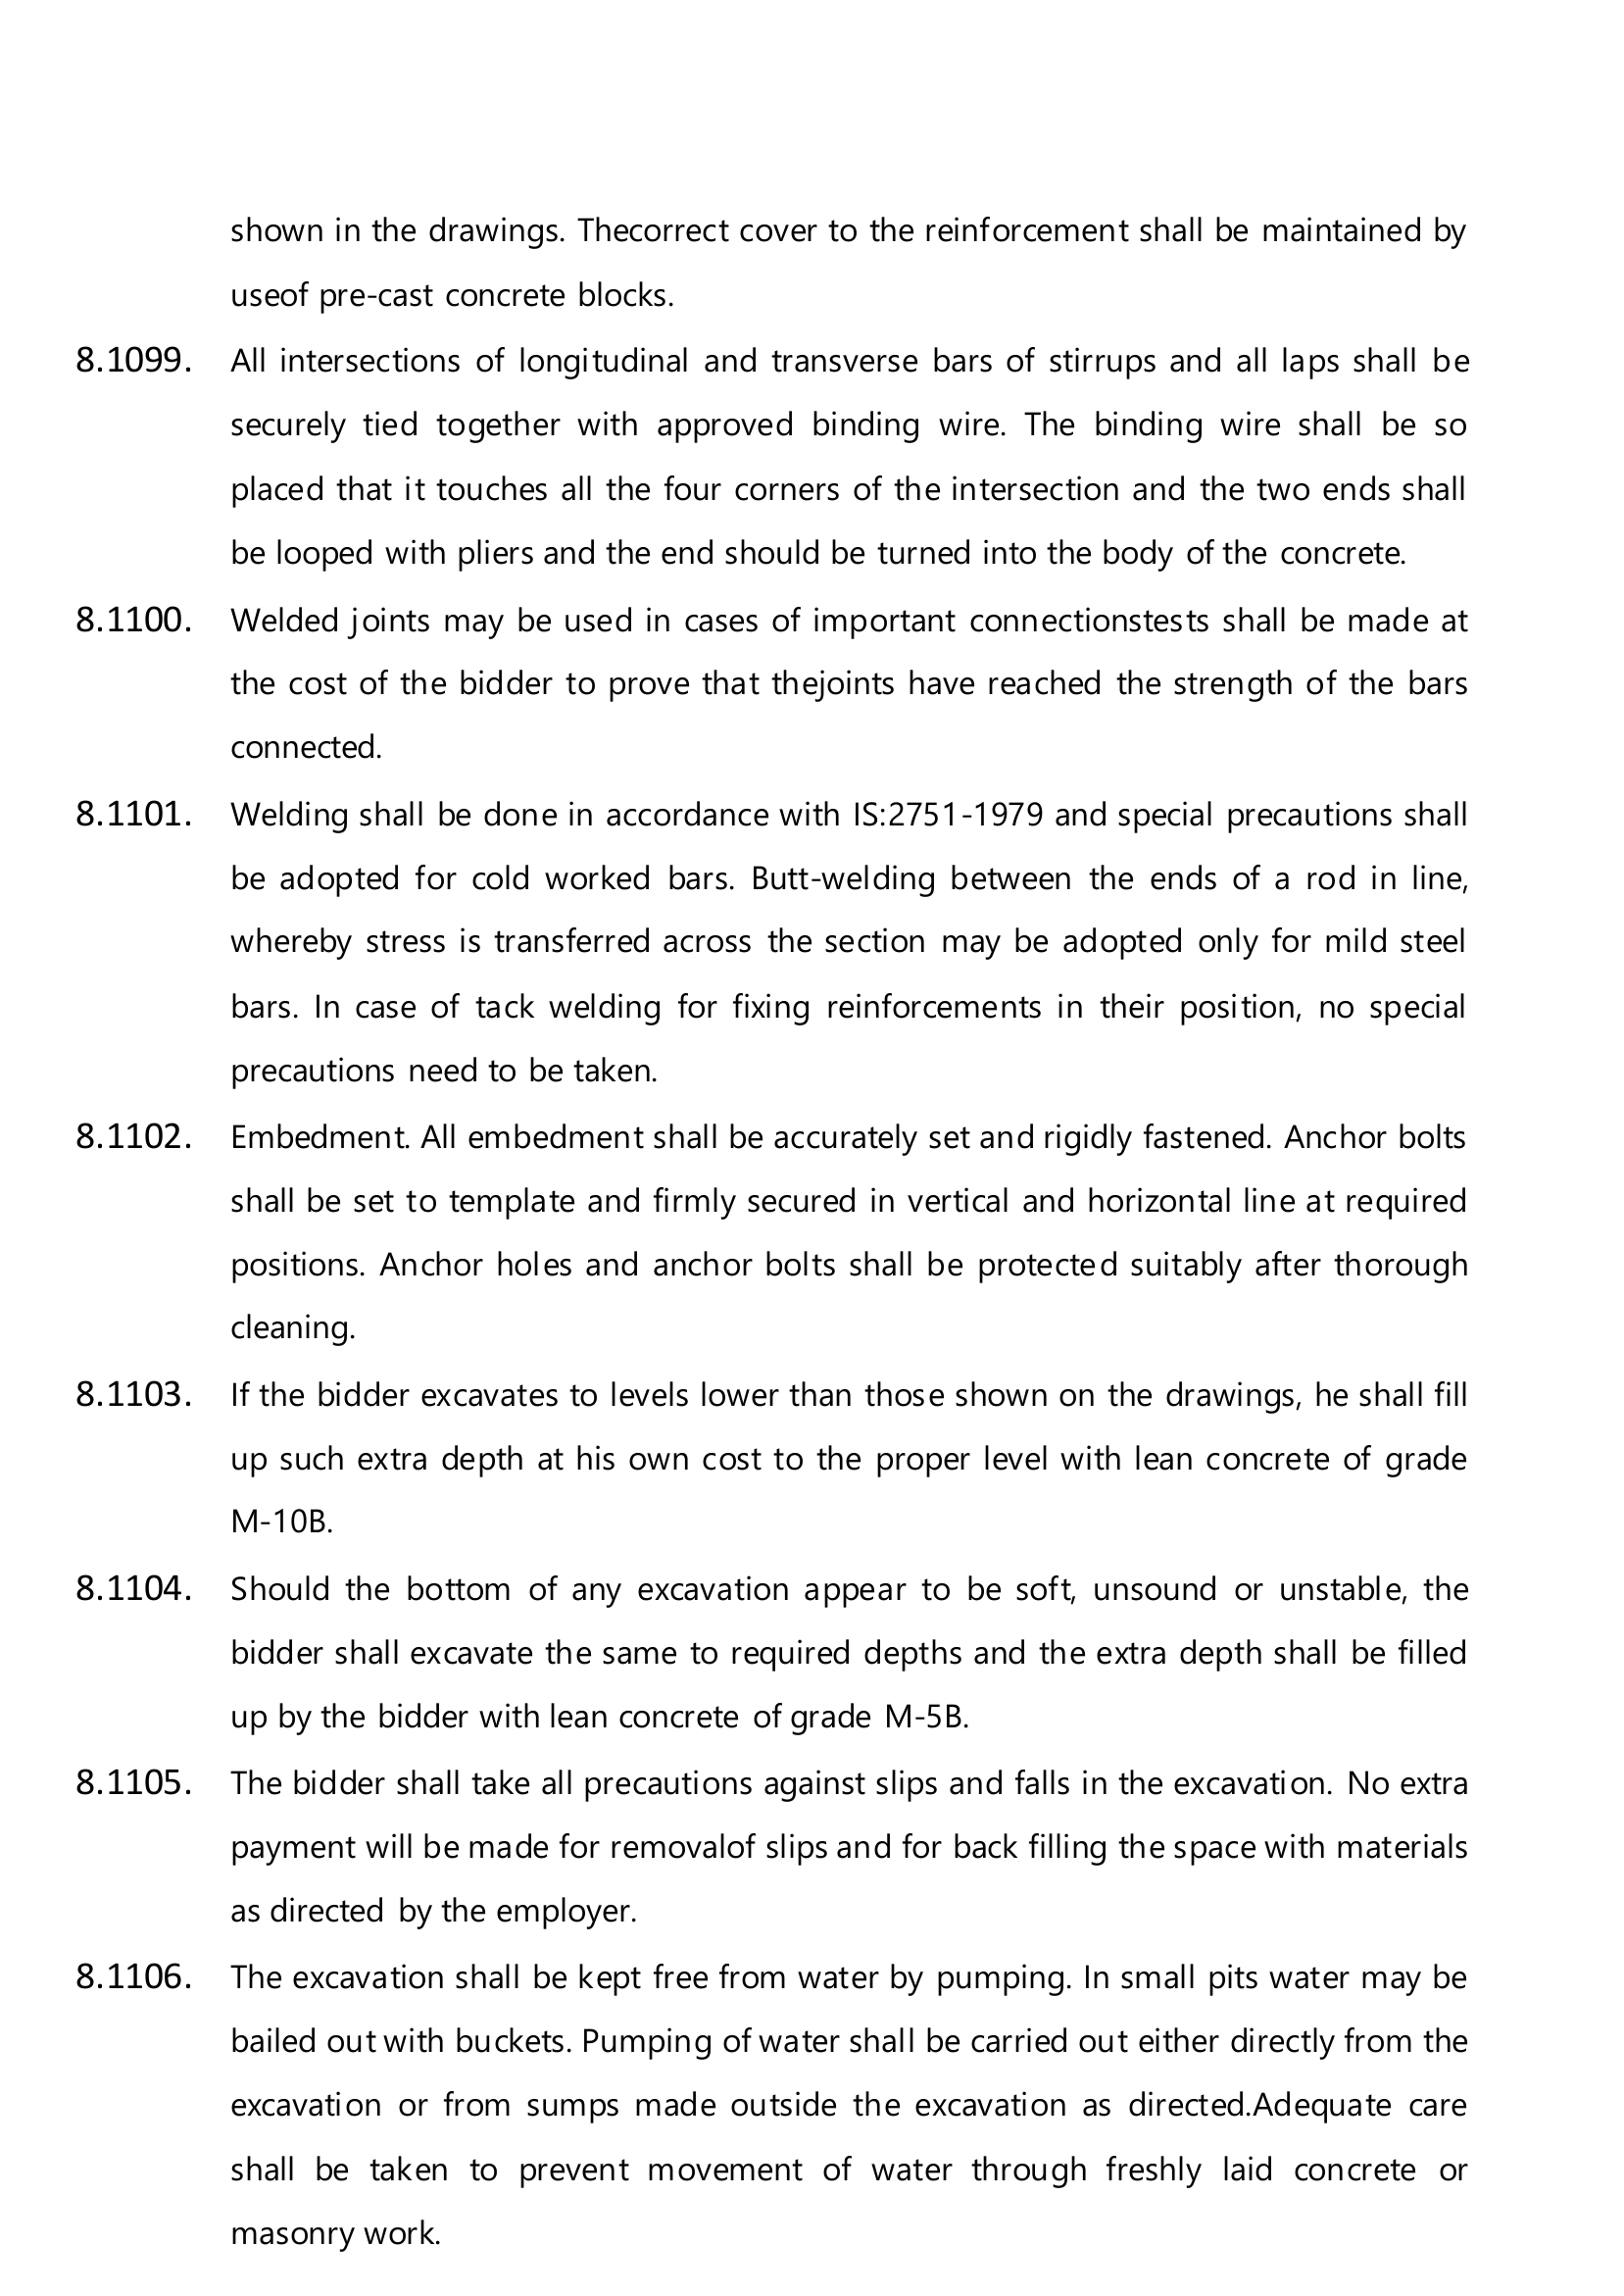 shown in the drawings. Thecorrect cover to the reinforcement shall be maintained by
useof pre-cast concrete blocks.
8.1099. All intersections of longitudinal and transverse bars of stirrups and all laps shall be
securely tied together with approved binding wire. The binding wire shall be so
placed that it touches all the four corners of the intersection and the two ends shall
be looped with pliers and the end should be turned into the body of the concrete.
8.1100. Welded joints may be used in cases of important connectionstests shall be made at
the cost of the bidder to prove that thejoints have reached the strength of the bars
connected.
8.1101. Welding shall be done in accordance with IS:2751-1979 and special precautions shall
be adopted for cold worked bars. Butt-welding between the ends of a rod in line,
whereby stress is transferred across the section may be adopted only for mild steel
bars. In case of tack welding for fixing reinforcements in their position, no special
precautions need to be taken.
8.1102. Embedment. All embedment shall be accurately set and rigidly fastened. Anchor bolts
shall be set to template and firmly secured in vertical and horizontal line at required
positions. Anchor holes and anchor bolts shall be protected suitably after thorough
cleaning.
8.1103. If the bidder excavates to levels lower than those shown on the drawings, he shall fill
up such extra depth at his own cost to the proper level with lean concrete of grade
M-10B.
8.1104. Should the bottom of any excavation appear to be soft, unsound or unstable, the
bidder shall excavate the same to required depths and the extra depth shall be filled
up by the bidder with lean concrete of grade M-5B.
8.1105. The bidder shall take all precautions against slips and falls in the excavation. No extra
payment will be made for removalof slips and for back filling the space with materials
as directed by the employer.
8.1106. The excavation shall be kept free from water by pumping. In small pits water may be
bailed out with buckets. Pumping of water shall be carried out either directly from the
excavation or from sumps made outside the excavation as directed.Adequate care
shall be taken to prevent movement of water through freshly laid concrete or
masonry work.